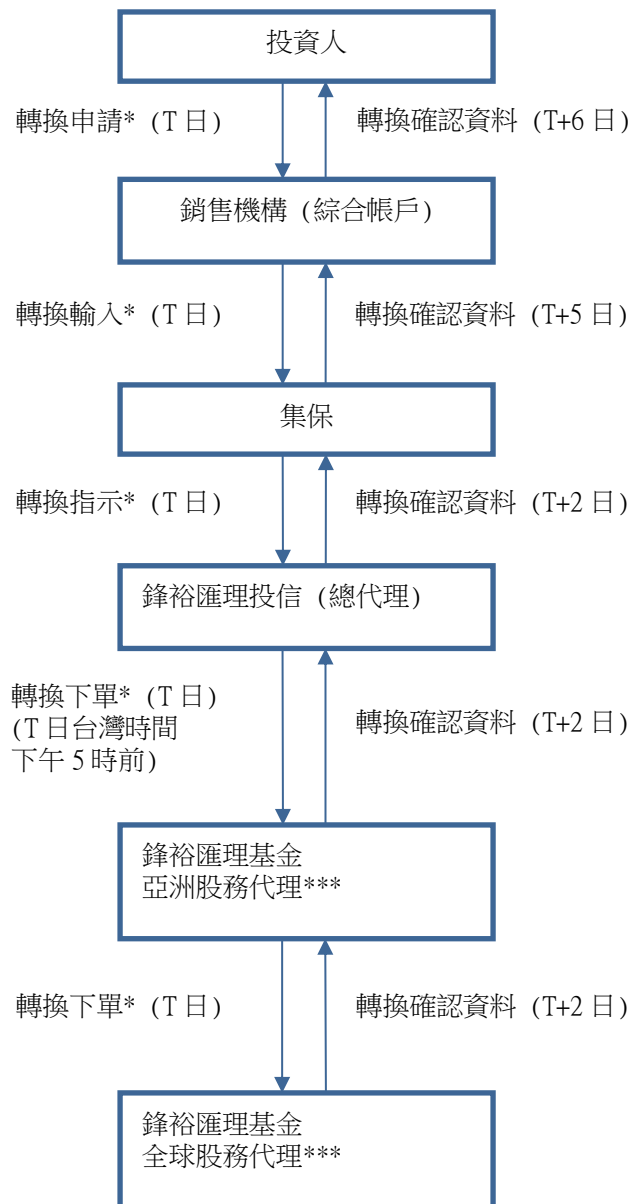 投資人
轉換申請* (T 日)
轉換確認資料 (T+6 日)
銷售機構 (綜合帳戶)
轉換輸入* (T 日)
轉換確認資料 (T+5 日)
集保
轉換指示* (T 日)
轉換確認資料 (T+2 日)
鋒裕匯理投信 (總代理)
轉換下單* (T 日)
(T 日台灣時間
下午 5 時前)
轉換確認資料 (T+2 日)
鋒裕匯理基金
亞洲股務代理***
轉換下單* (T 日)
轉換確認資料 (T+2 日)
鋒裕匯理基金
全球股務代理***